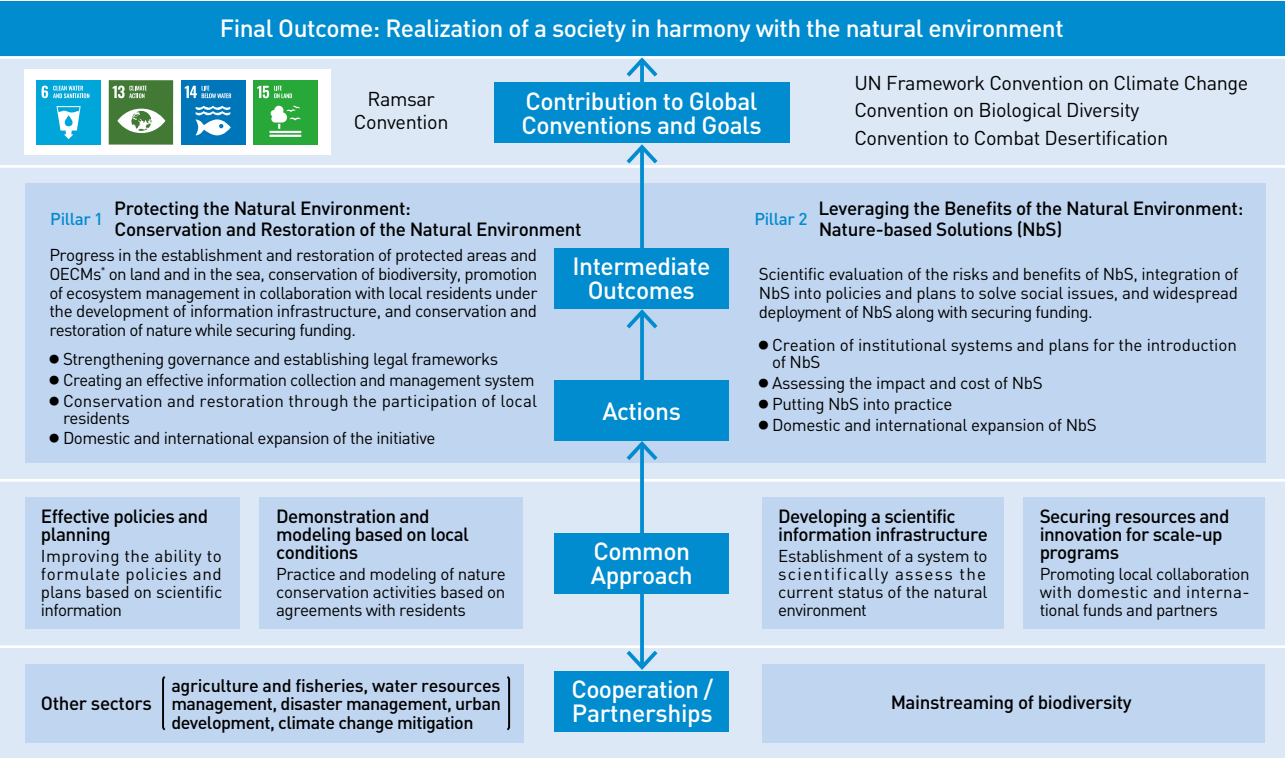 Final Outcome: Realization of a society in harmony with the natural environment
6 CLEAN WATER
AND SANITATION
13 CLIMATE
ACTION
14 LIFE
BELOW WATER
15 LIFE
ON LAND
Ramsar
Convention
Contribution to Global
Conventions and Goals
UN Framework Convention on Climate Change
Convention on Biological Diversity
Convention to Combat Desertification
Pillar 1
Protecting the Natural Environment:
Conservation and Restoration of the Natural Environment
Progress in the establishment and restoration of protected areas and
OECMs* on land and in the sea, conservation of biodiversity, promotion
of ecosystem management in collaboration with local residents under
the development of information infrastructure, and conservation and
restoration of nature while securing funding.
● Strengthening governance and establishing legal frameworks
● Creating an effective information collection and management system
● Conservation and restoration through the participation of local
residents
● Domestic and international expansion of the initiative
Intermediate
Outcomes
Actions
Pillar 2
Leveraging the Benefits of the Natural Environment:
Nature-based Solutions (NbS)
Scientific evaluation of the risks and benefits of NbS, integration of
NbS into policies and plans to solve social issues, and widespread
deployment of NbS along with securing funding.
● Creation of institutional systems and plans for the introduction
of NbS
● Assessing the impact and cost of NbS
● Putting NbS into practice
● Domestic and international expansion of NbS
Effective policies and
planning
Improving the ability to
formulate policies and
plans based on scientific
information
Demonstration and
modeling based on local
conditions
Practice and modeling of nature
conservation activities based on
agreements with residents
Common
Approach
Developing a scientific
information infrastructure
Establishment of a system to
scientifically assess the
current status of the natural
environment
Securing resources and
innovation for scale-up
programs
Promoting local collaboration
with domestic and interna-
tional funds and partners
Other sectors
agriculture and fisheries, water resources
management, disaster management, urban
development, climate change mitigation
Cooperation /
Partnerships
Mainstreaming of biodiversity